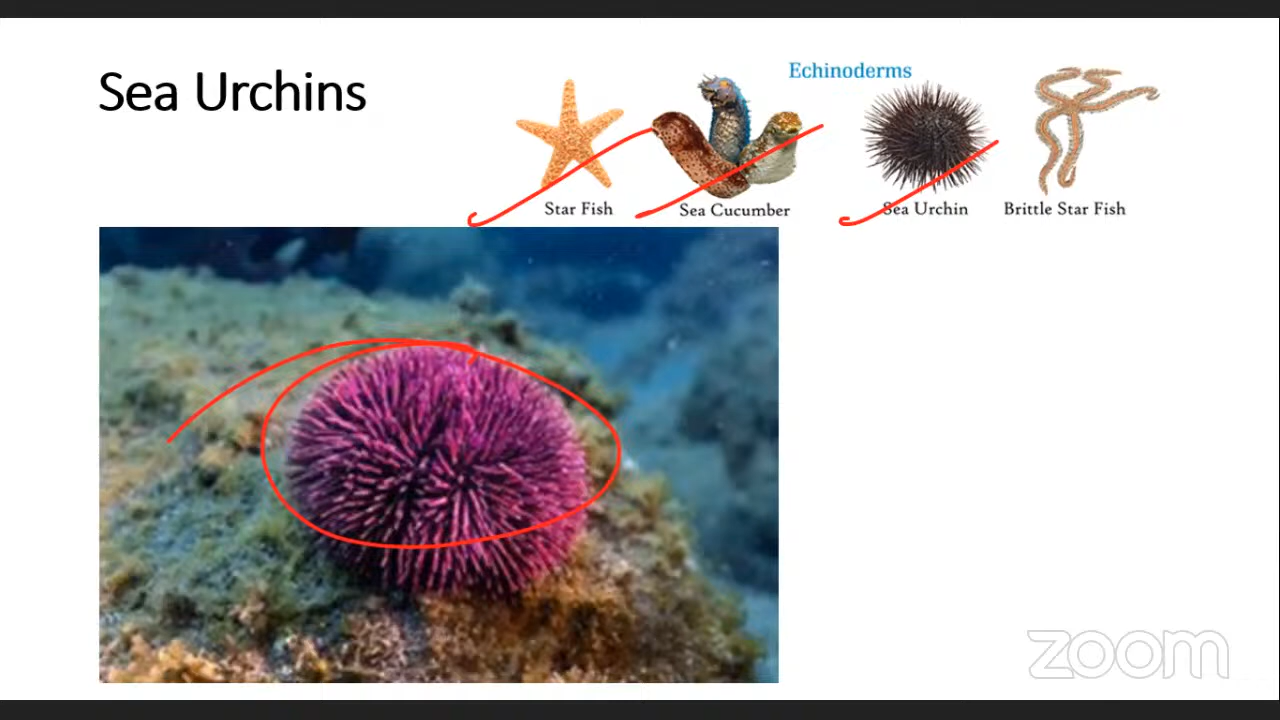 Sea Urchins
Echinoderms
Star Fish
Sea Cucumber
Sea Urchin
Brittle Star Fish
zoom